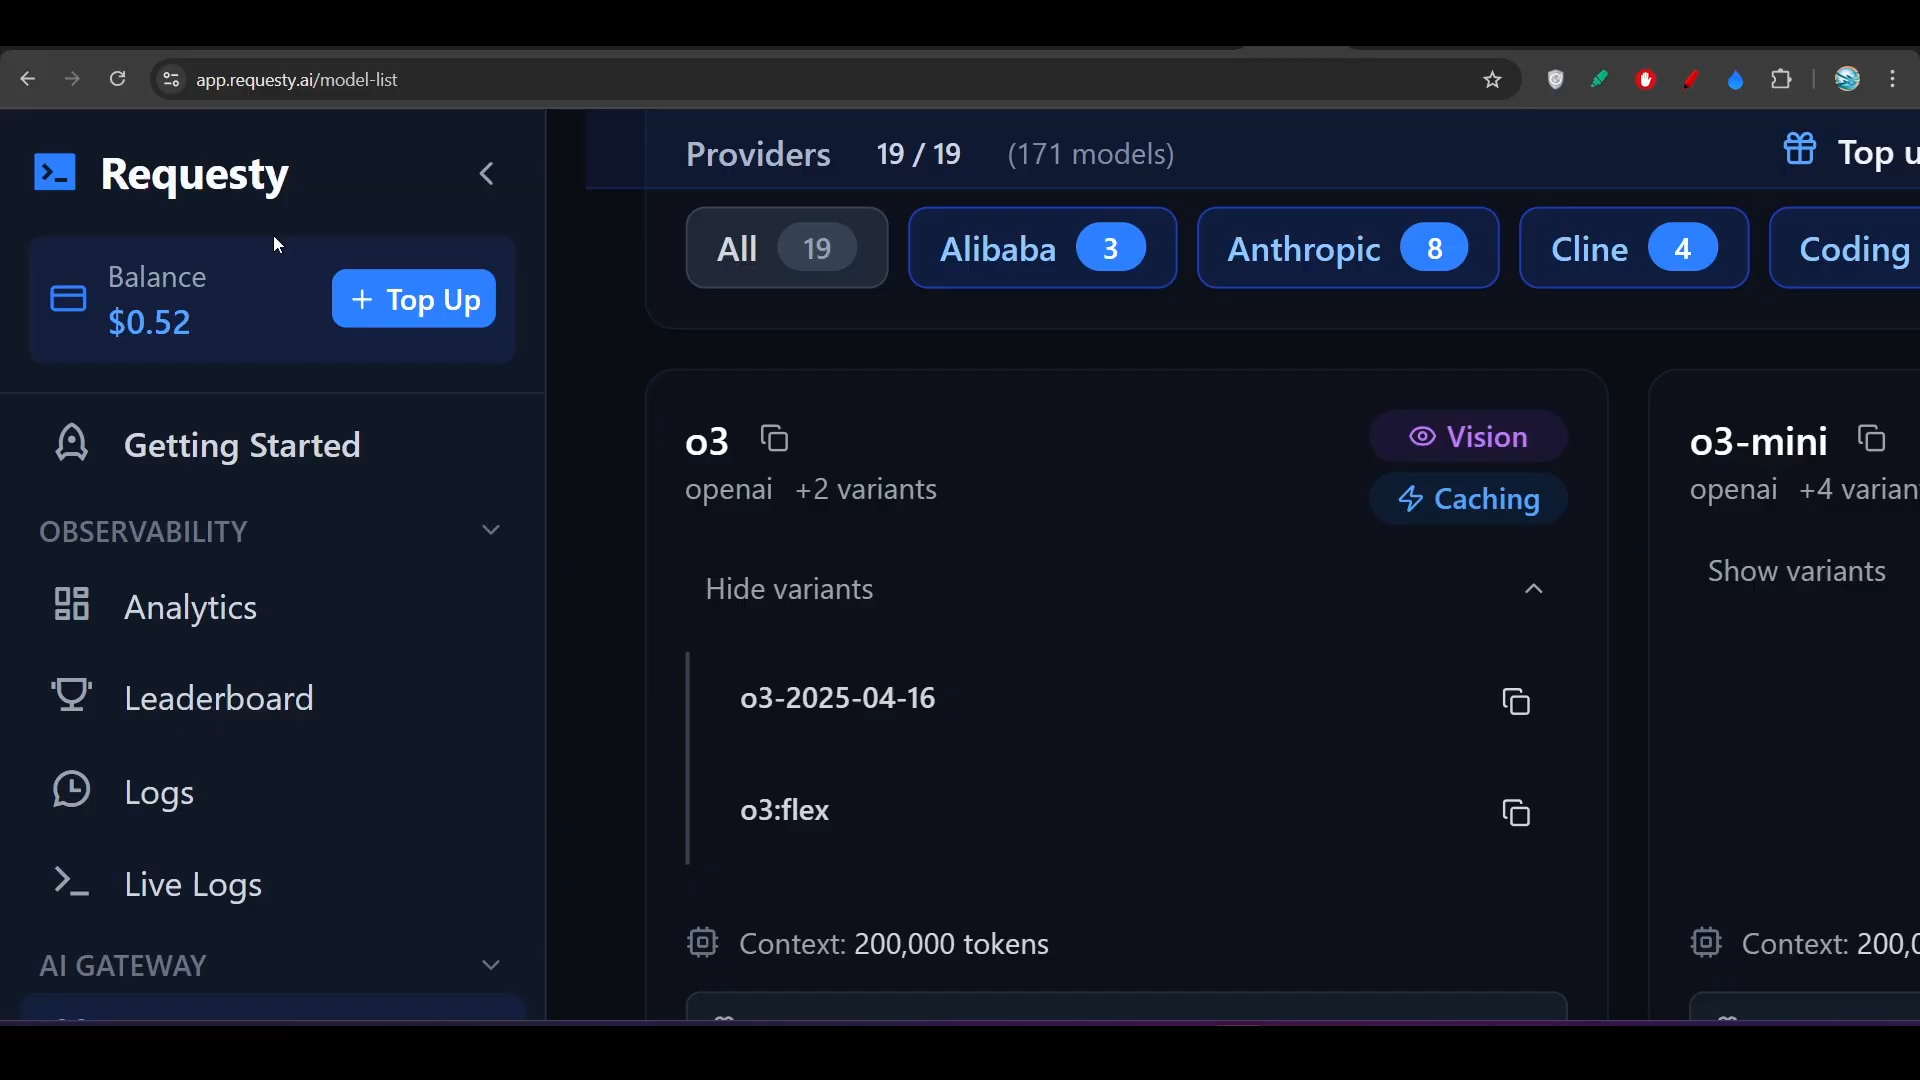 app.requesty.ai/model-list
Requesty
Balance
$0.52
+ Top Up
Getting Started
OBSERVABILITY
Analytics
Leaderboard
Logs
Live Logs
AI GATEWAY
Providers 19 / 19 (171 models)
Top u
All 19
Alibaba 3
Anthropic 8
Cline 4
Coding
o3
Vision
openai +2 variants
Caching
Hide variants
o3-2025-04-16
o3:flex
Context: 200,000 tokens
o3-mini
openai +4 varian
Show variants
Context: 200,0